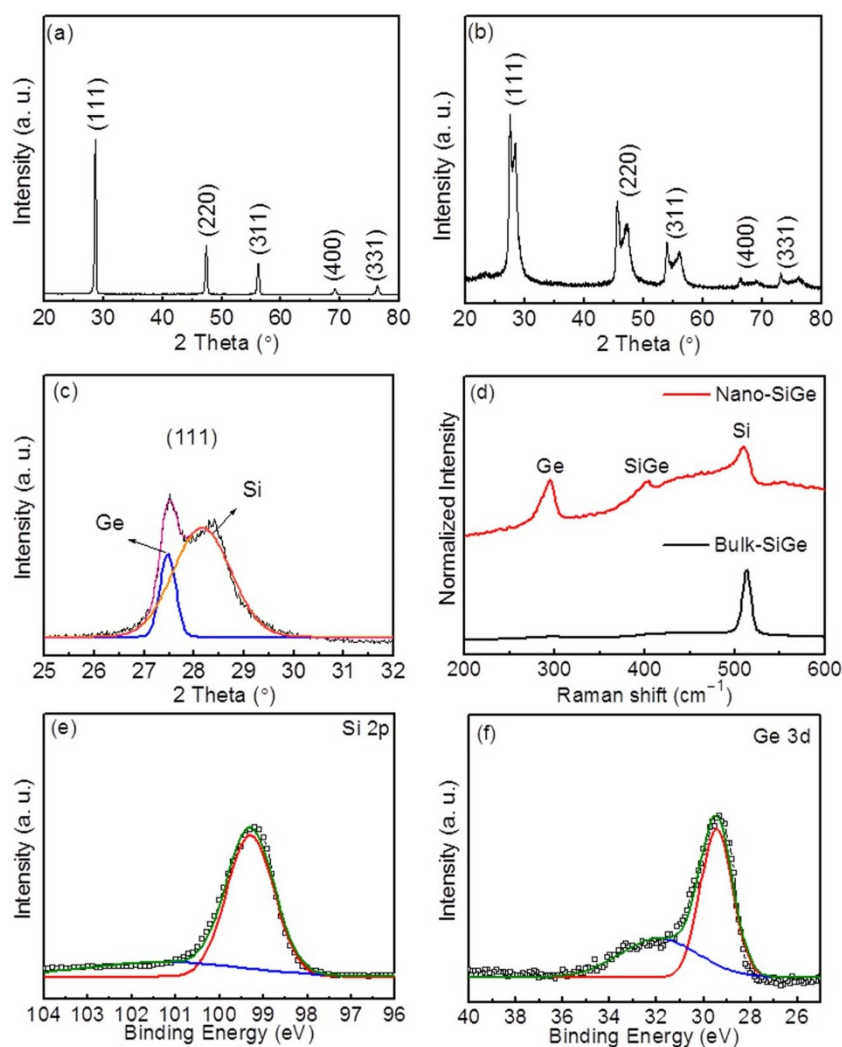 (a)
Intensity (a. u.)
(111)
(220)
(311)
(400)
(331)
20 30 40 50 60 70 80
2 Theta (°)
(b)
Intensity (a. u.)
(111)
(220)
(311)
(400)
(331)
20 30 40 50 60 70 80
2 Theta (°)
(c)
Intensity (a. u.)
(111)
Ge
Si
25 26 27 28 29 30 31 32
2 Theta (°)
(d)
Normalized Intensity
Nano-SiGe
Ge
SiGe
Si
Bulk-SiGe
200 300 400 500 600
Raman shift (cm⁻¹)
(e)
Si 2p
Intensity (a. u.)
104 103 102 101 100 99 98 97 96
Binding Energy (eV)
(f)
Ge 3d
Intensity (a. u.)
40 38 36 34 32 30 28 26
Binding Energy (eV)